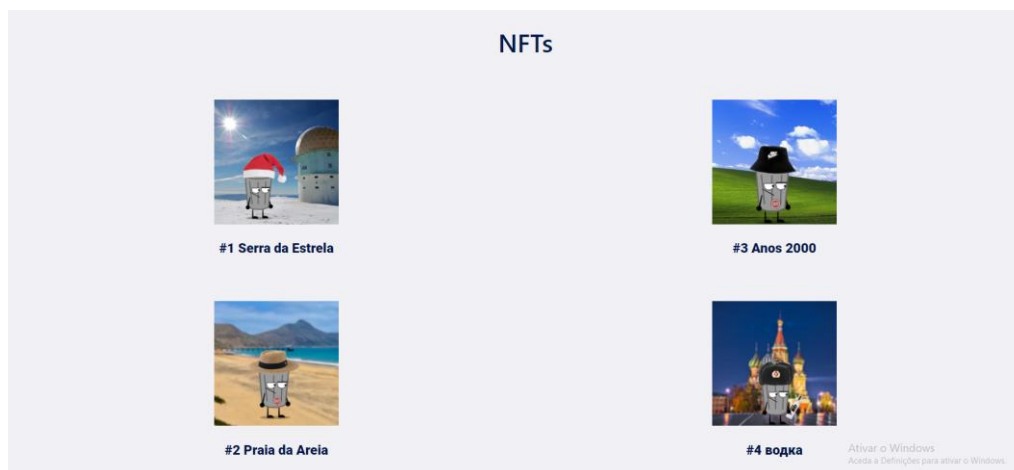 NFTs
#1 Serra da Estrela
#3 Anos 2000
#2 Praia da Areia
#4 водка
Ativar o Windows
Aceda a Definições para ativar o Windows.